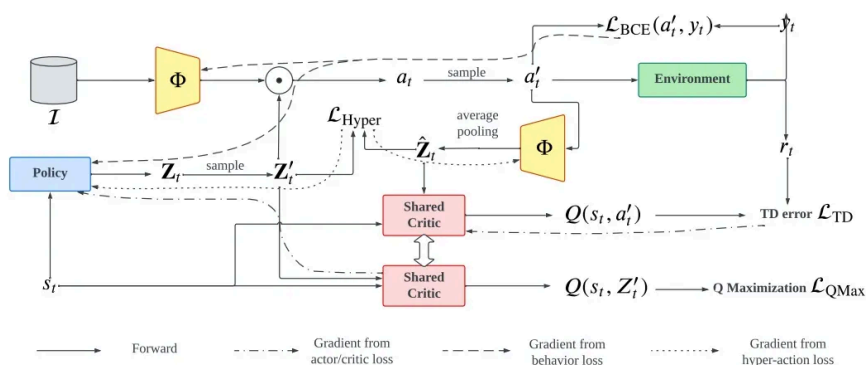 ℒ_BCE(a′_t, y_t)
y_t
Φ
a_t
sample
a′_t
Environment
ℐ
ℒ_Hyper
average
pooling
Ẑ_t
Φ
r_t
Policy
Z_t
sample
Z′_t
Shared
Critic
Q(s_t, a′_t)
TD error ℒ_TD
s_t
Shared
Critic
Q(s_t, Z′_t)
Q Maximization ℒ_QMax
Forward
Gradient from
actor/critic loss
Gradient from
behavior loss
Gradient from
hyper-action loss